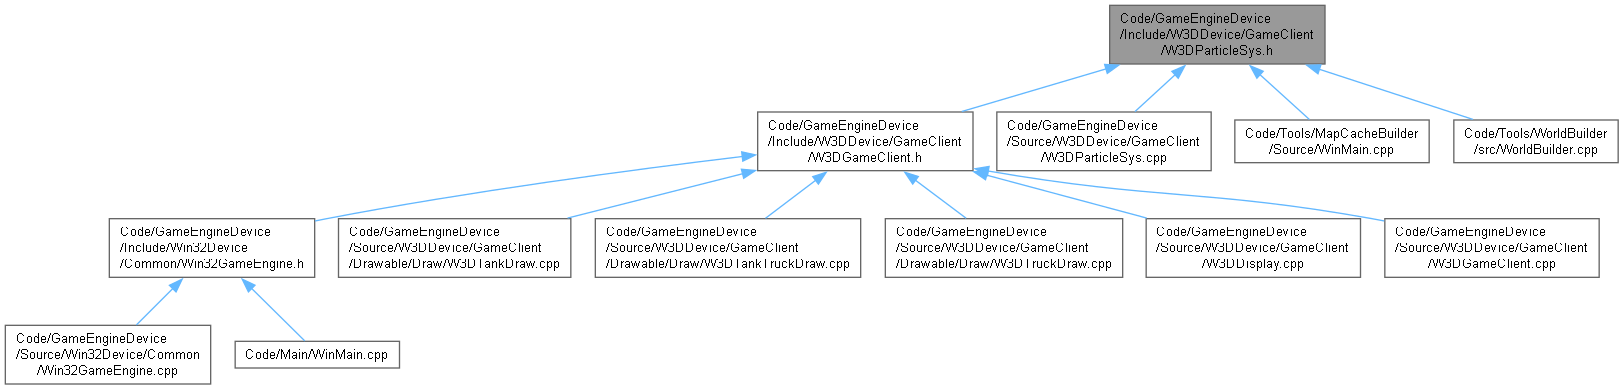 Code/GameEngineDevice
/Include/W3DDevice/GameClient
/W3DParticleSys.h
Code/GameEngineDevice
/Include/W3DDevice/GameClient
/W3DGameClient.h
Code/GameEngineDevice
/Source/W3DDevice/GameClient
/W3DParticleSys.cpp
Code/Tools/MapCacheBuilder
/Source/WinMain.cpp
Code/Tools/WorldBuilder
/src/WorldBuilder.cpp
Code/GameEngineDevice
/Include/Win32Device
/Common/Win32GameEngine.h
Code/GameEngineDevice
/Source/W3DDevice/GameClient
/Drawable/Draw/W3DTankDraw.cpp
Code/GameEngineDevice
/Source/W3DDevice/GameClient
/Drawable/Draw/W3DTankTruckDraw.cpp
Code/GameEngineDevice
/Source/W3DDevice/GameClient
/Drawable/Draw/W3DTruckDraw.cpp
Code/GameEngineDevice
/Source/W3DDevice/GameClient
/W3DDisplay.cpp
Code/GameEngineDevice
/Source/W3DDevice/GameClient
/W3DGameClient.cpp
Code/GameEngineDevice
/Source/Win32Device/Common
/Win32GameEngine.cpp
Code/Main/WinMain.cpp